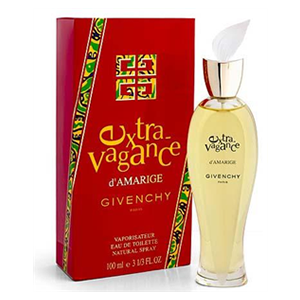 extra-
vagance
d'AMARIGE
GIVENCHY
PARIS
VAPORISATEUR
EAU DE TOILETTE
NATURAL SPRAY
100 ml e 3 1/3 FL. OZ
extra-
vagance
d'AMARIGE
GIVENCHY
PARIS